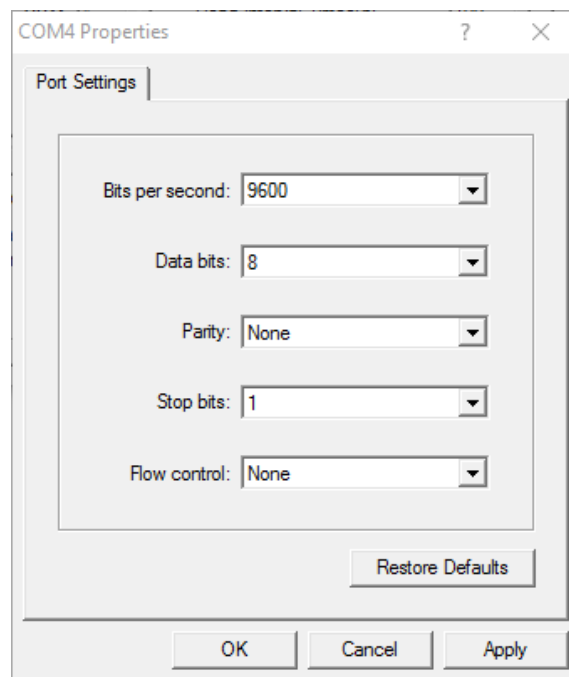 COM4 Properties ?
Port Settings
Bits per second: 9600
Data bits: 8
Parity: None
Stop bits: 1
Flow control: None
Restore Defaults
OK Cancel Apply